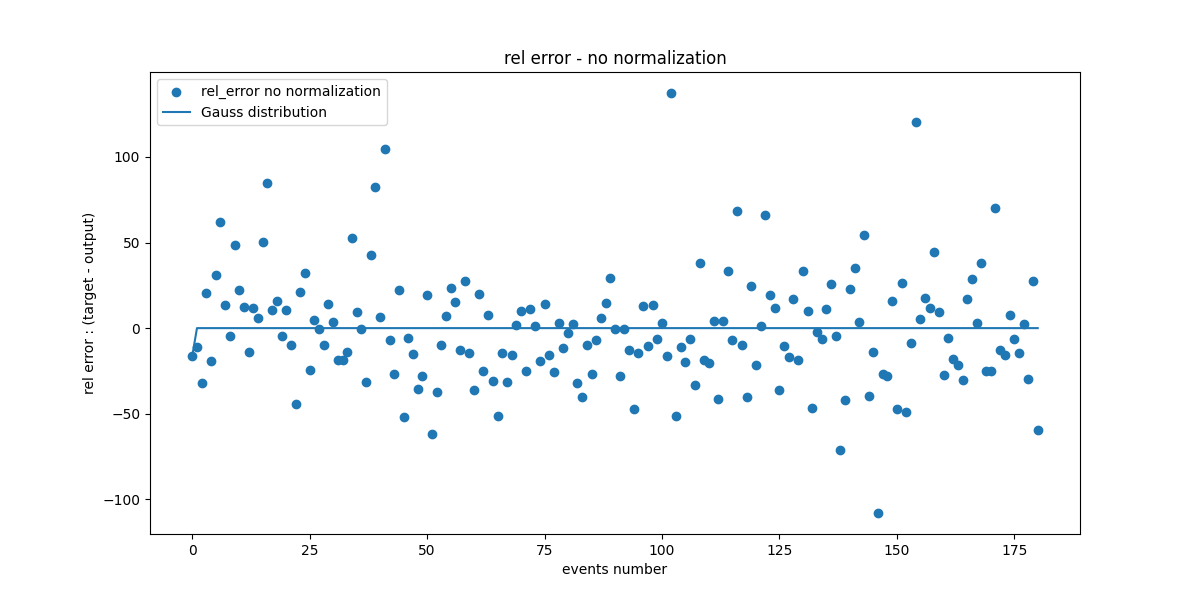 rel error - no normalization
rel_error no normalization
Gauss distribution
rel error : (target - output)
100
50
0
−50
−100
0 25 50 75 100 125 150 175
events number